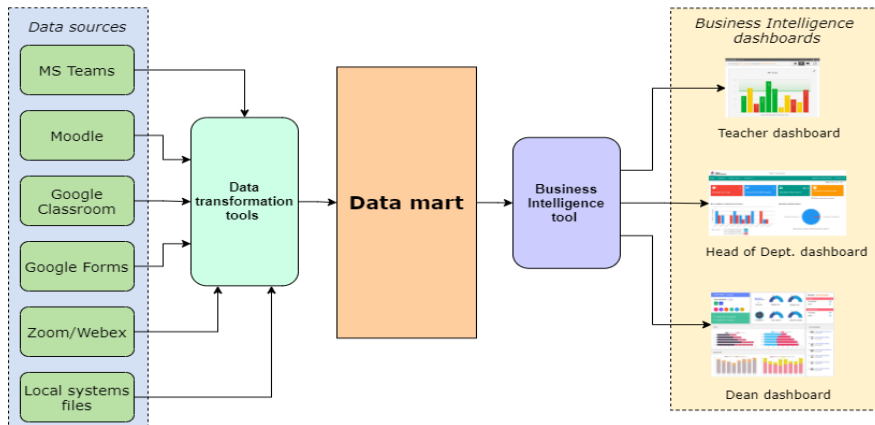 Data sources
MS Teams
Moodle
Google
Classroom
Google Forms
Zoom/Webex
Local systems
files
Data
transformation
tools
Data mart
Business
Intelligence
tool
Business Intelligence
dashboards
Teacher dashboard
Head of Dept. dashboard
Dean dashboard